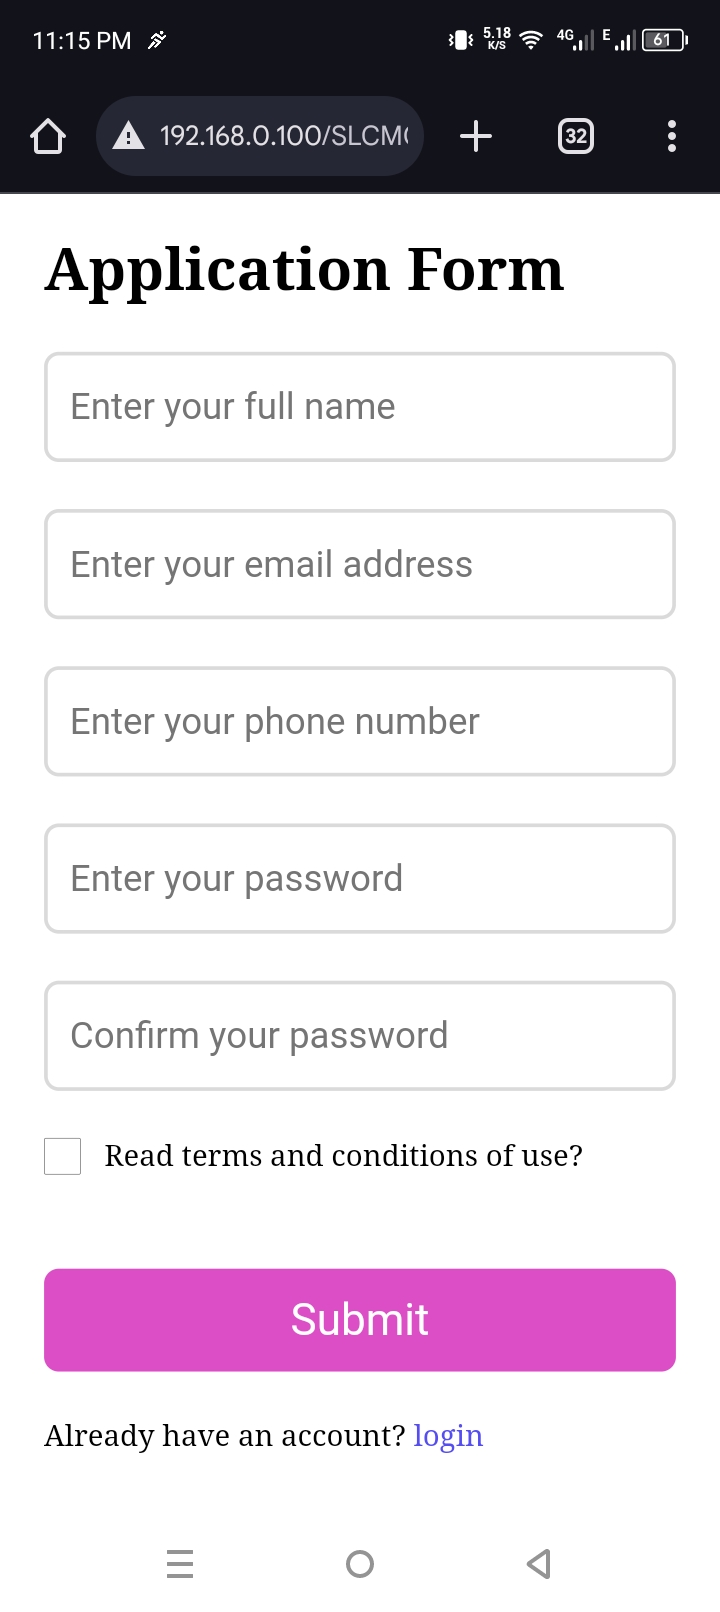 11:15 PM 5.18 K/S 4G E 61
192.168.0.100/SLCM 32
Application Form
Enter your full name
Enter your email address
Enter your phone number
Enter your password
Confirm your password
Read terms and conditions of use?
Submit
Already have an account? login